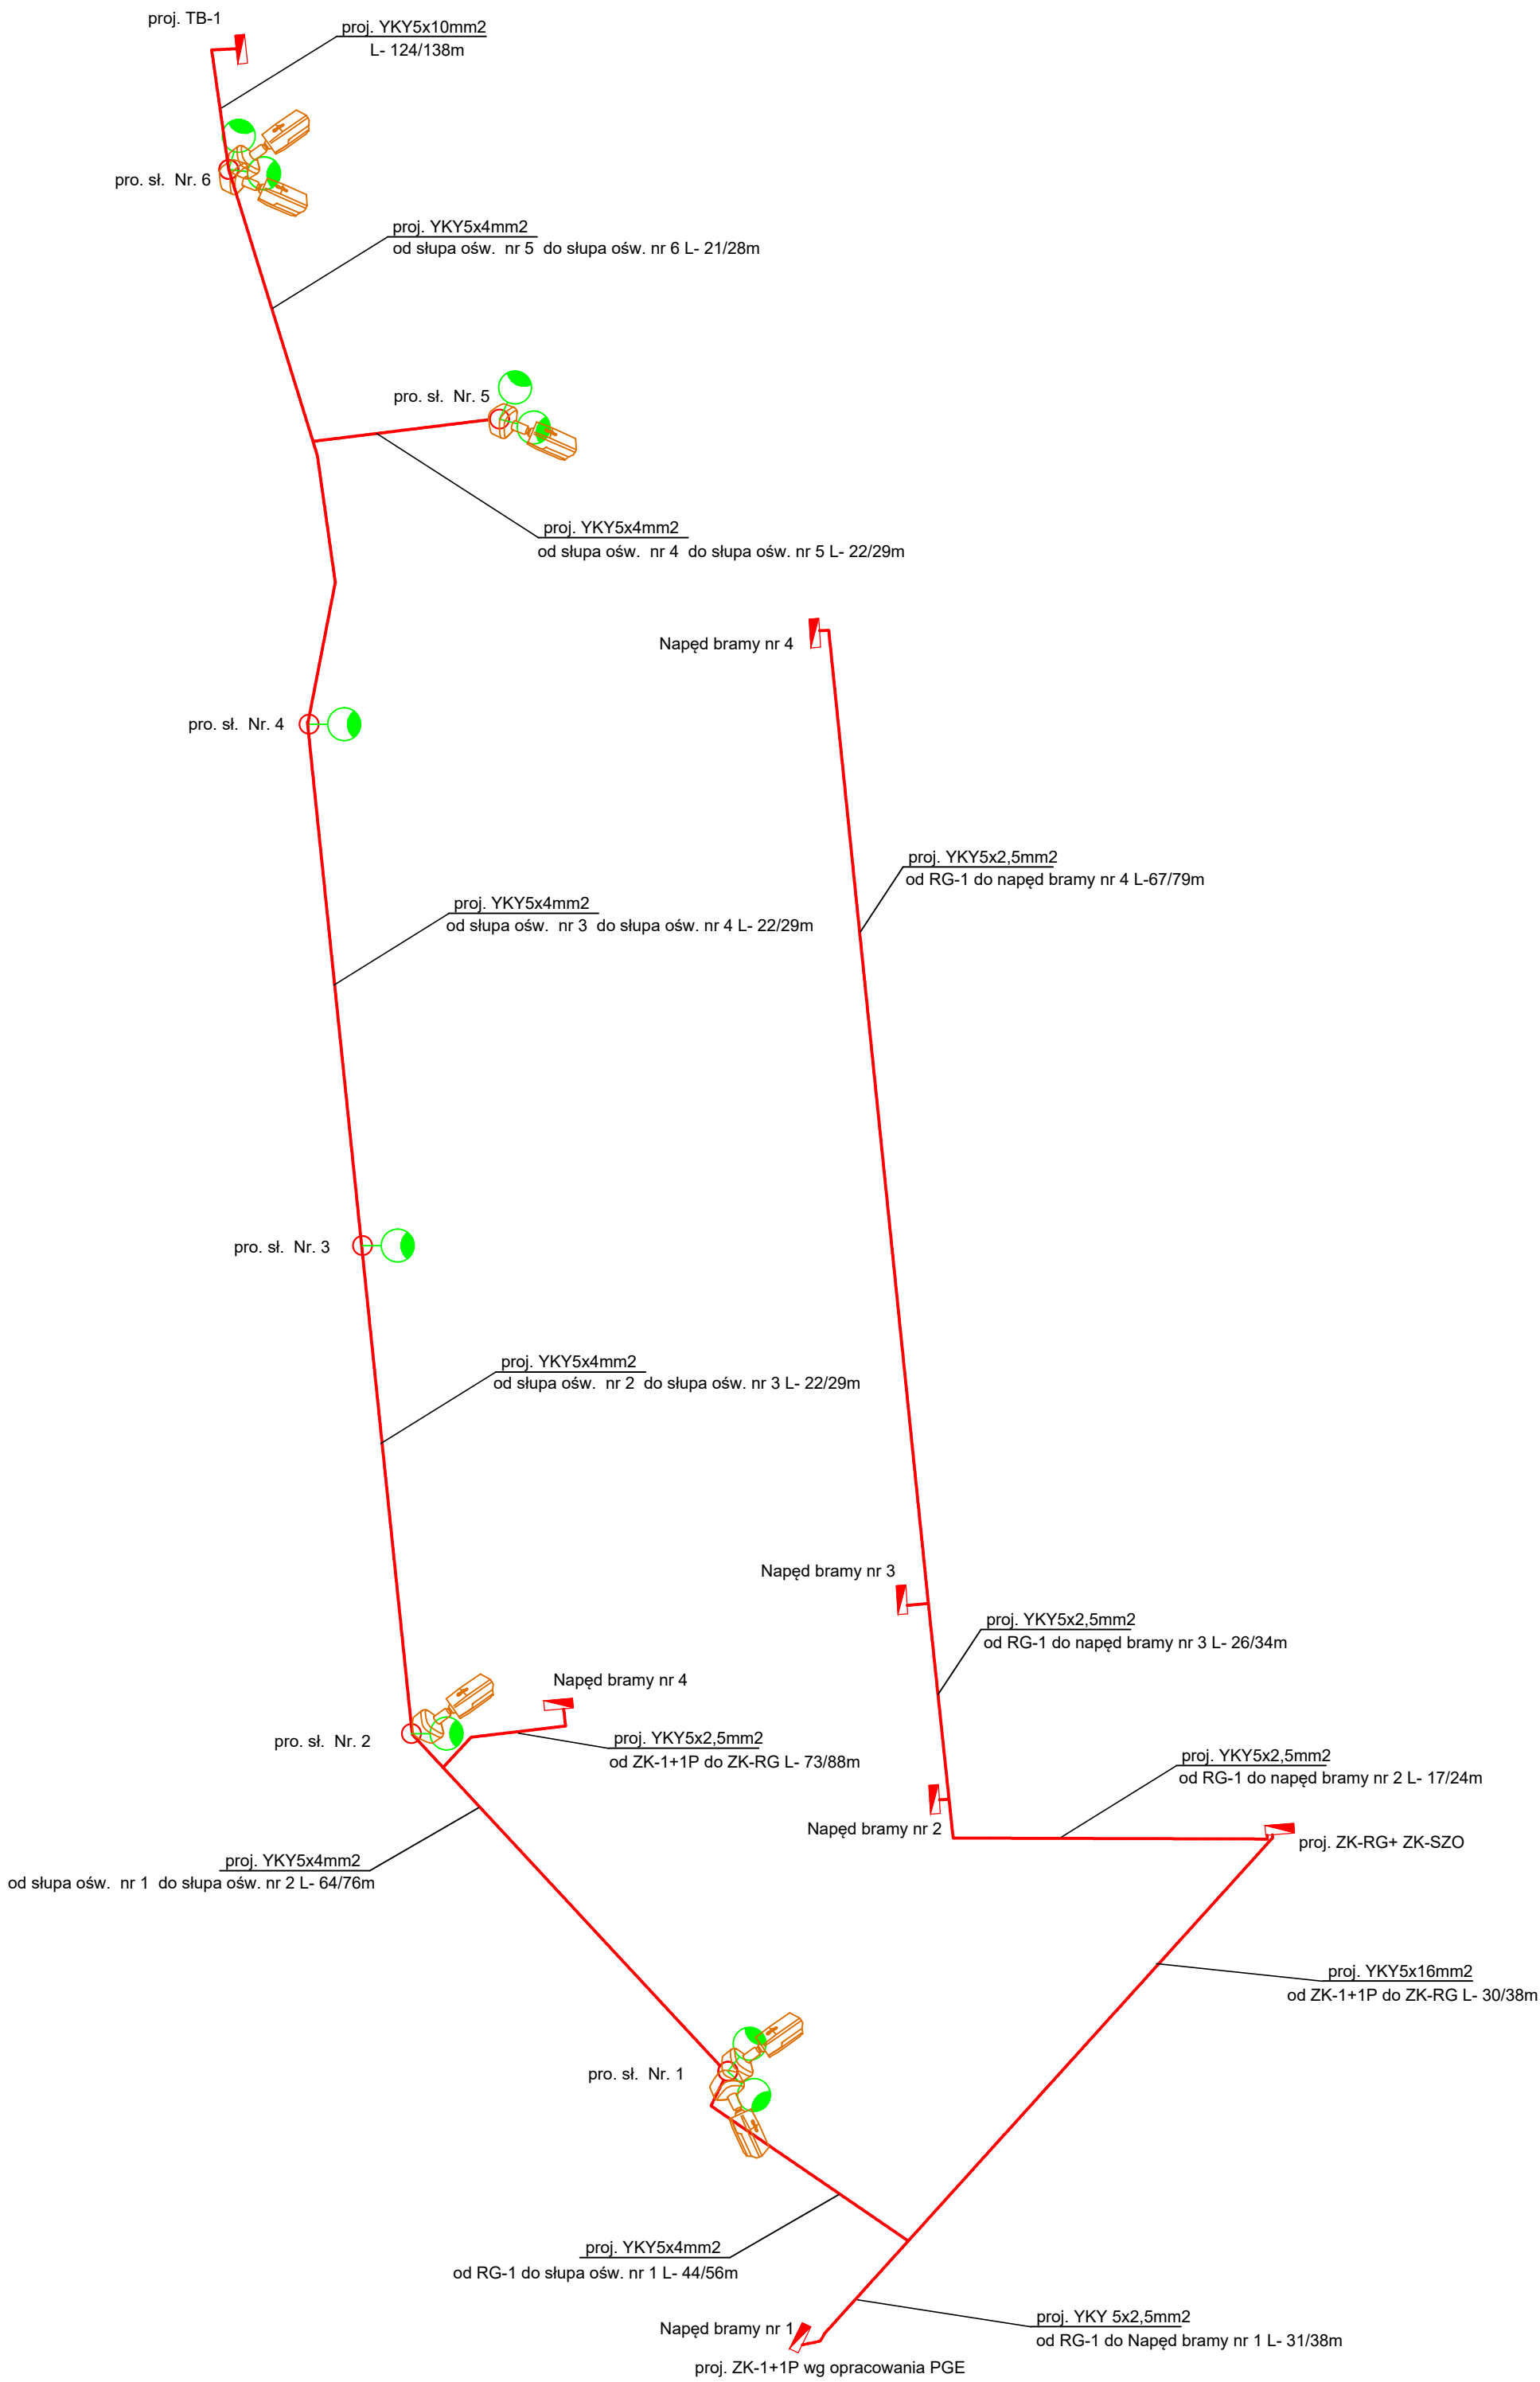 proj. TB-1
proj. YKY5x10mm2
L- 124/138m
pro. sł. Nr. 6
proj. YKY5x4mm2
od słupa ośw. nr 5 do słupa ośw. nr 6 L- 21/28m
pro. sł. Nr. 5
proj. YKY5x4mm2
od słupa ośw. nr 4 do słupa ośw. nr 5 L- 22/29m
Napęd bramy nr 4
pro. sł. Nr. 4
proj. YKY5x2,5mm2
od RG-1 do napęd bramy nr 4 L-67/79m
proj. YKY5x4mm2
od słupa ośw. nr 3 do słupa ośw. nr 4 L- 22/29m
pro. sł. Nr. 3
proj. YKY5x4mm2
od słupa ośw. nr 2 do słupa ośw. nr 3 L- 22/29m
Napęd bramy nr 3
proj. YKY5x2,5mm2
od RG-1 do napęd bramy nr 3 L- 26/34m
Napęd bramy nr 4
pro. sł. Nr. 2
proj. YKY5x2,5mm2
od ZK-1+1P do ZK-RG L- 73/88m
proj. YKY5x2,5mm2
od RG-1 do napęd bramy nr 2 L- 17/24m
Napęd bramy nr 2
proj. ZK-RG+ ZK-SZO
proj. YKY5x4mm2
od słupa ośw. nr 1 do słupa ośw. nr 2 L- 64/76m
proj. YKY5x16mm2
od ZK-1+1P do ZK-RG L- 30/38m
pro. sł. Nr. 1
proj. YKY5x4mm2
od RG-1 do słupa ośw. nr 1 L- 44/56m
Napęd bramy nr 1
proj. YKY 5x2,5mm2
od RG-1 do Napęd bramy nr 1 L- 31/38m
proj. ZK-1+1P wg opracowania PGE